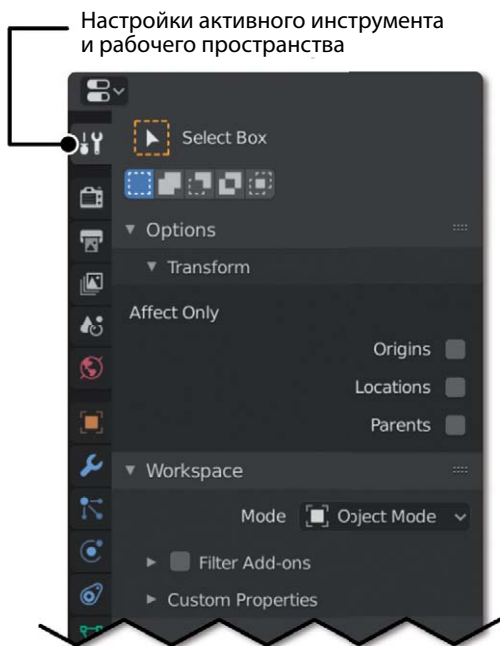 Настройки активного инструмента
и рабочего пространства
Select Box
Options
Transform
Affect Only
Origins
Locations
Parents
Workspace
Mode Object Mode
Filter Add-ons
Custom Properties